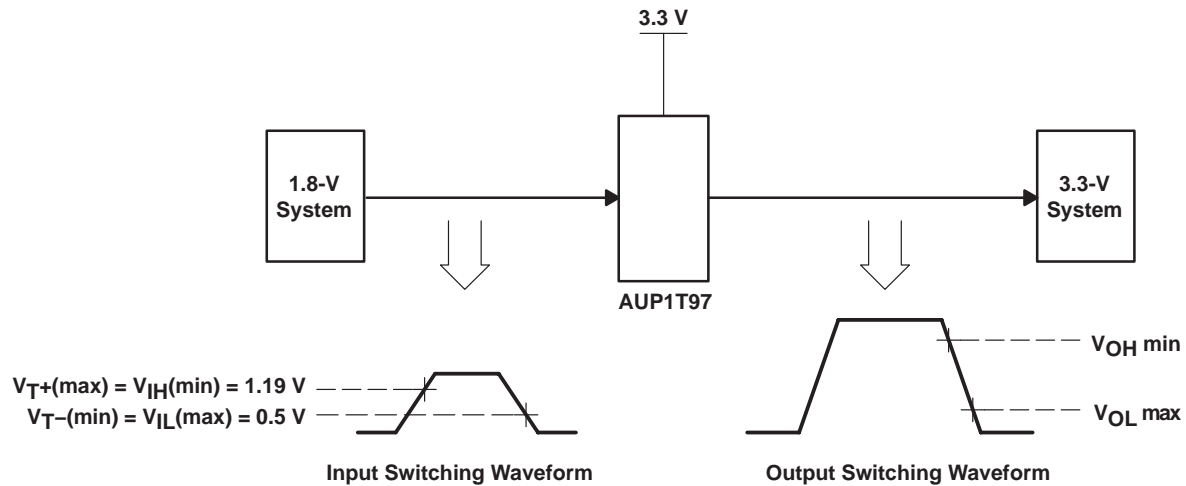 3.3 V
1.8-V
System
3.3-V
System
AUP1T97
VT+(max) = VIH(min) = 1.19 V
VT−(min) = VIL(max) = 0.5 V
VOH min
VOL max
Input Switching Waveform
Output Switching Waveform